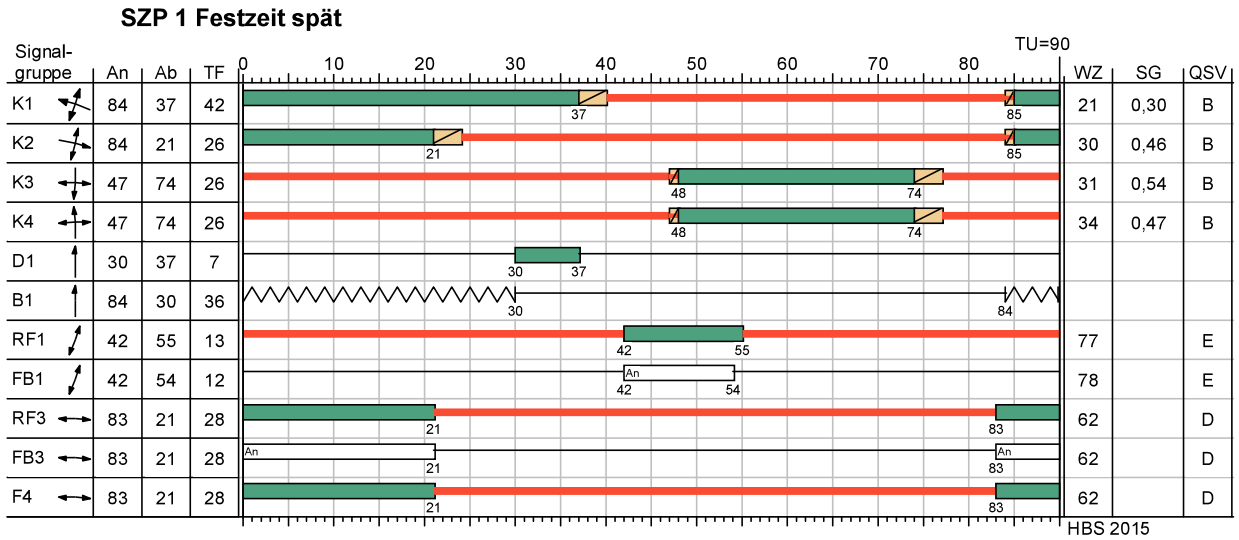 SZP 1 Festzeit spät
TU=90
Signal-
gruppe An Ab TF 0 10 20 30 40 50 60 70 80 WZ SG QSV
K1 84 37 42 37 85 21 0,30 B
K2 84 21 26 21 85 30 0,46 B
K3 47 74 26 48 74 31 0,54 B
K4 47 74 26 48 74 34 0,47 B
D1 30 37 7 30 37
B1 84 30 36 30 84
RF1 42 55 13 42 55 77 E
FB1 42 54 12 An 42 54 78 E
RF3 83 21 28 21 83 62 D
FB3 83 21 28 An 21 An 83 62 D
F4 83 21 28 21 83 62 D
HBS 2015